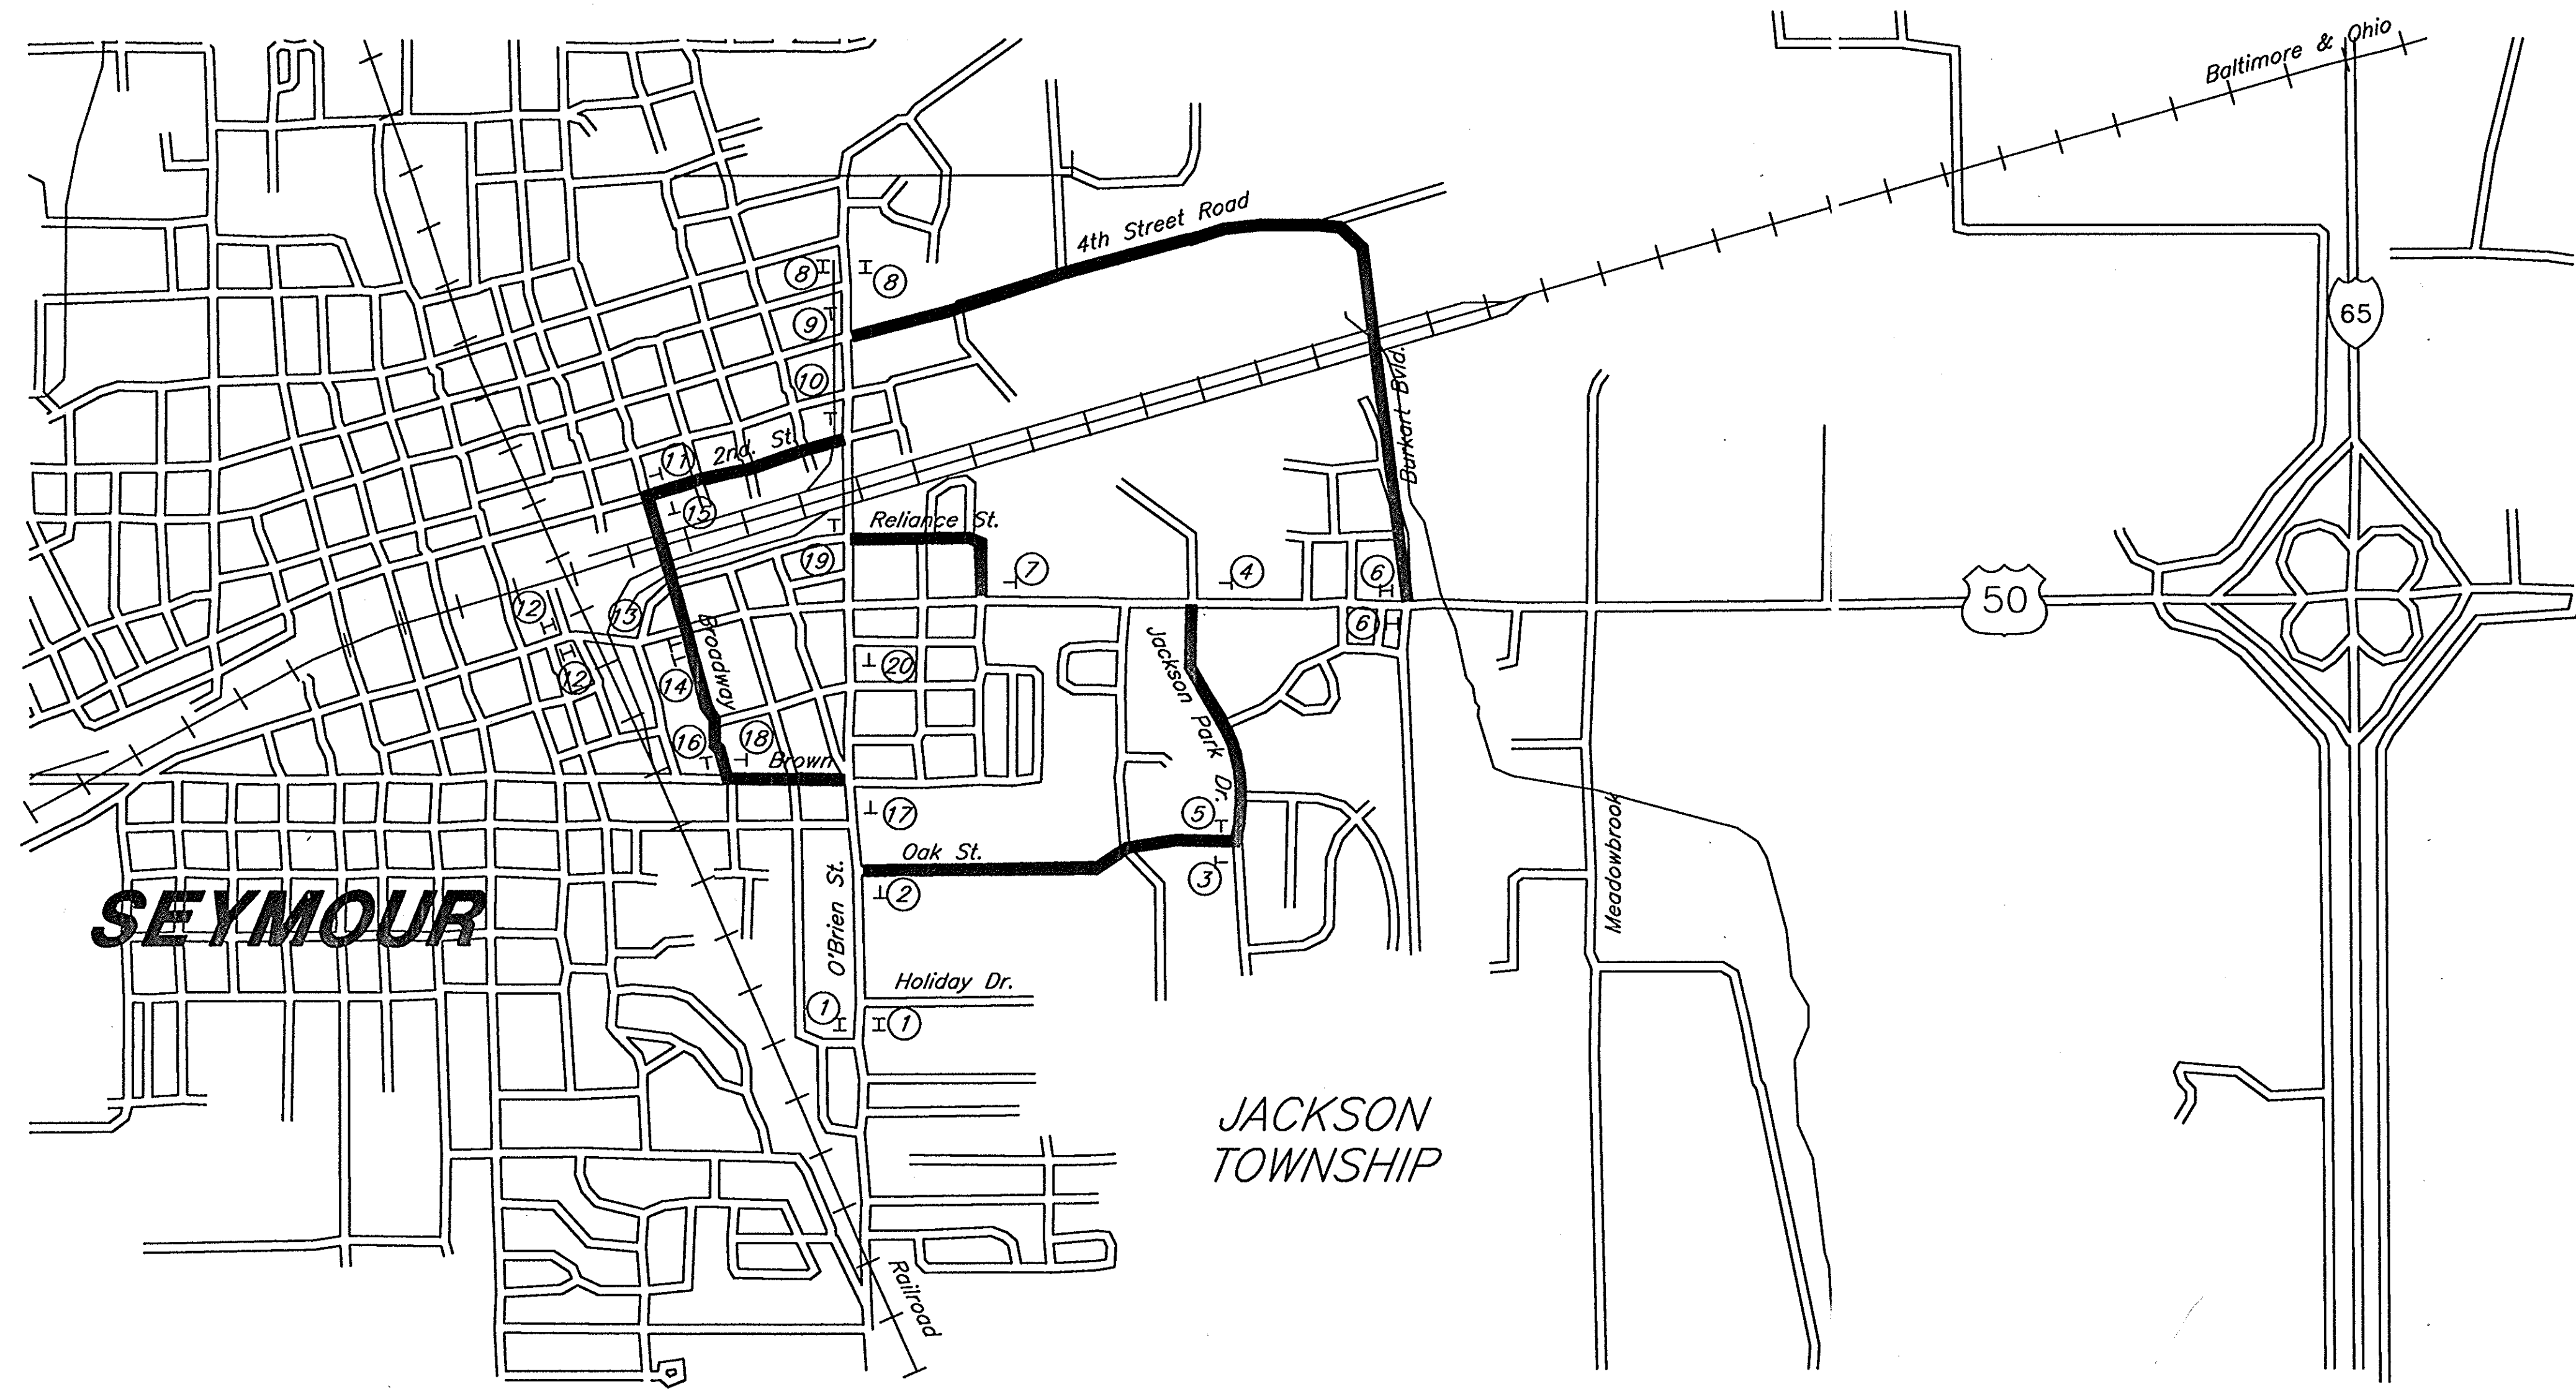 Baltimore & Ohio
4th Street Road
8
8
65
9
10
Burkart Bvld.
11
2nd. St.
15
Reliance St.
19
7
4
6
12
13
50
6
Broadway
20
12
14
Jackson Park Dr.
16
18
Brown
17
5
Meadowbrook
Oak St.
3
2
SEYMOUR
O'Brien St.
Holiday Dr.
1
1
JACKSON
TOWNSHIP
Railroad